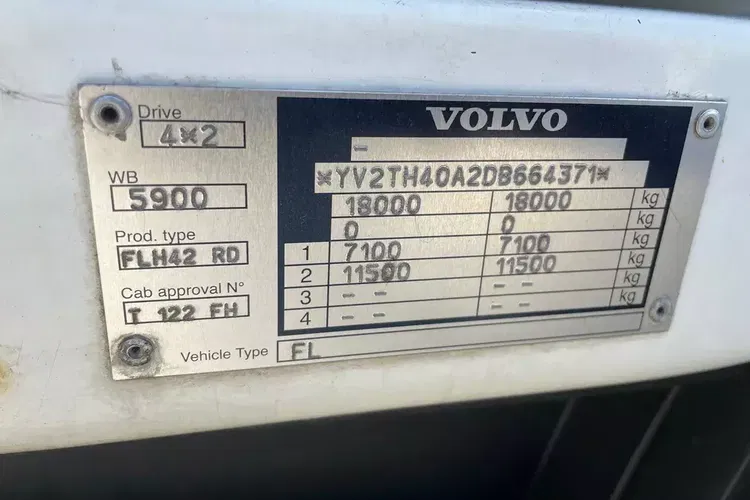 VOLVO
-
*YV2TH40A2DB664371*
18000 18000 kg
0 0 kg
1 7100 7100 kg
2 11500 11500 kg
3 - - - - kg
4 - - - -
Drive
4*2
WB
5900
Prod. type
FLH42 RD
Cab approval N°
T 122 FH
Vehicle Type FL